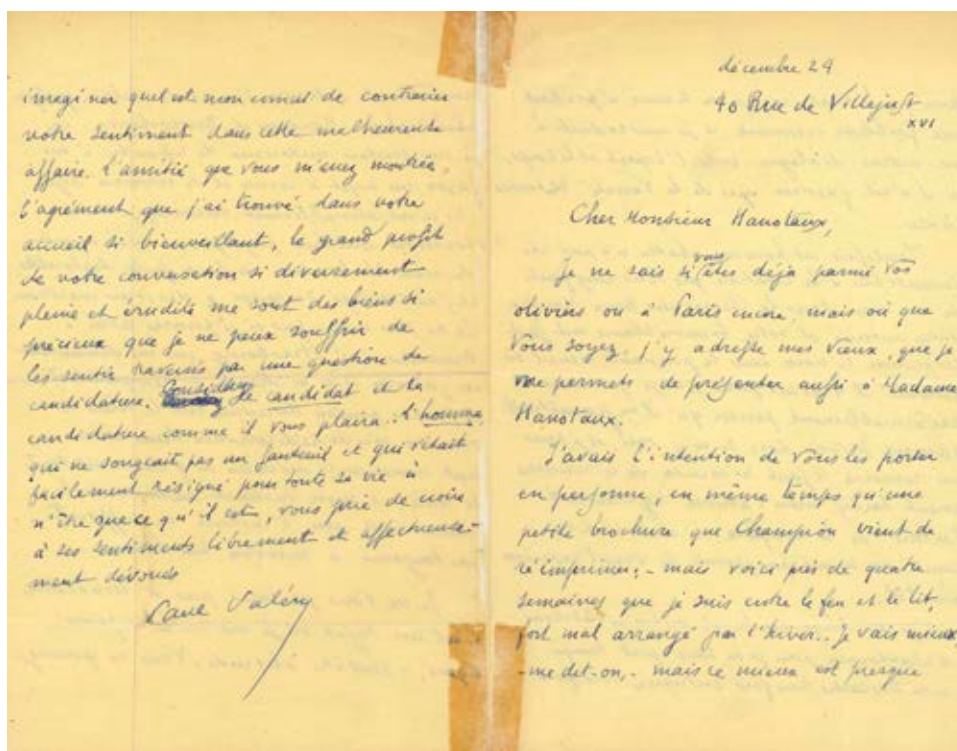 décembre 24
40 Rue de Villejust
XVI
Cher Monsieur Hanotaux,
Je ne sais si vous êtes déjà parmi vos
oliviers ou à Paris encore mais où que
vous soyez, j'y adresse mes vœux, que je
me permets de présenter aussi à Madame
Hanotaux.
J'avais l'intention de vous les porter
en personne, en même temps qu'une
petite brochure que Champion vient de
réimprimer; - mais voici près de quatre
semaines que je suis entre le feu et le lit,
fort mal arrangé par l'hiver.. Je vais mieux,
- me dit-on, - mais ce mieux est presque
imaginer quel est mon ennui de contrarier
votre sentiment dans cette malheureuse
affaire. L'amitié que vous m'avez montrée,
l'agrément que j'ai trouvé dans votre
accueil si bienveillant, le grand profit
de votre conversation si diversement
pleine et érudite me sont des biens si
précieux que je ne peux souffrir de
les sentir traversés par une question de
candidature. le candidat et la
candidature comme il vous plaira.. L'homme,
qui ne songeait pas au fauteuil et qui s'était
facilement résigné pour toute sa vie à
n'être que ce qu'il est, vous prie de croire
à ses sentiments librement et affectueuse-
ment dévoués
Paul Valéry